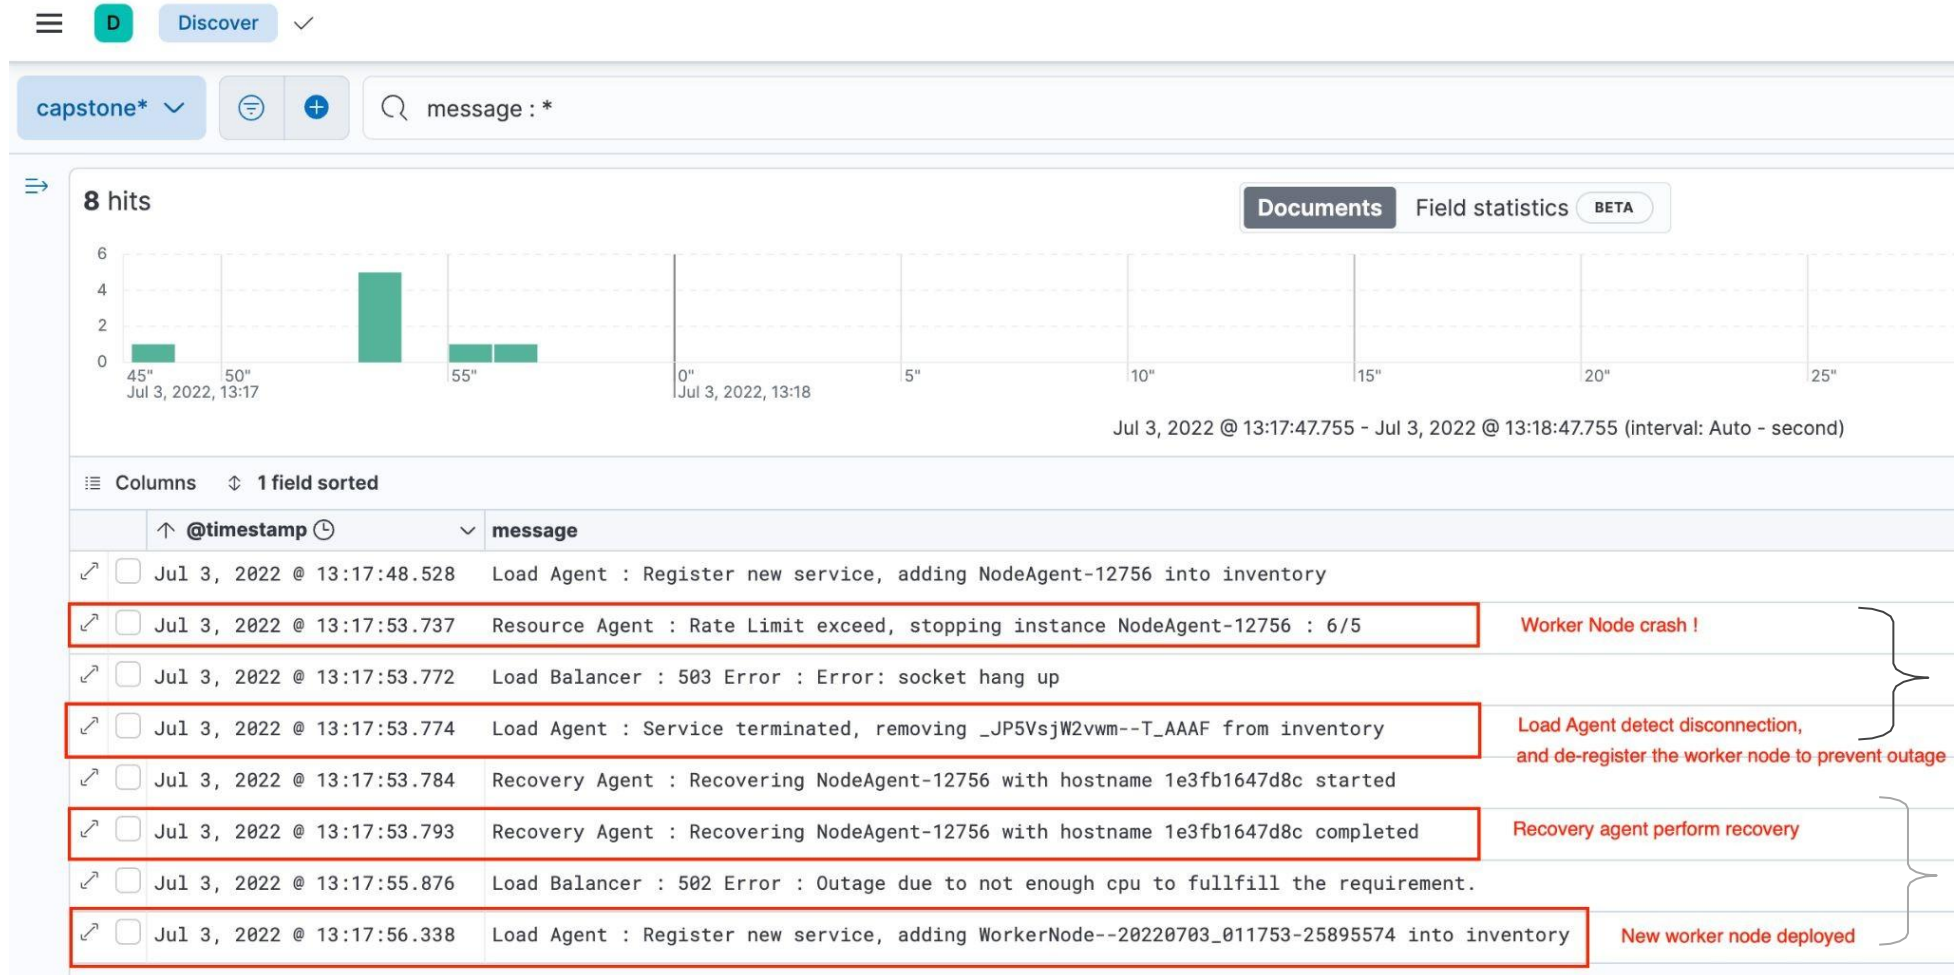 D Discover
capstone* message : *
8 hits
Documents Field statistics BETA
6
4
2
0
45" 50" 55" 0" 5" 10" 15" 20" 25"
Jul 3, 2022, 13:17 Jul 3, 2022, 13:18
Jul 3, 2022 @ 13:17:47.755 - Jul 3, 2022 @ 13:18:47.755 (interval: Auto - second)
Columns 1 field sorted
@timestamp message
Jul 3, 2022 @ 13:17:48.528 Load Agent : Register new service, adding NodeAgent-12756 into inventory
Jul 3, 2022 @ 13:17:53.737 Resource Agent : Rate Limit exceed, stopping instance NodeAgent-12756 : 6/5 Worker Node crash !
Jul 3, 2022 @ 13:17:53.772 Load Balancer : 503 Error : Error: socket hang up
Jul 3, 2022 @ 13:17:53.774 Load Agent : Service terminated, removing _JP5VsjW2vwm--T_AAAF from inventory Load Agent detect disconnection,
and de-register the worker node to prevent outage
Jul 3, 2022 @ 13:17:53.784 Recovery Agent : Recovering NodeAgent-12756 with hostname 1e3fb1647d8c started
Jul 3, 2022 @ 13:17:53.793 Recovery Agent : Recovering NodeAgent-12756 with hostname 1e3fb1647d8c completed Recovery agent perform recovery
Jul 3, 2022 @ 13:17:55.876 Load Balancer : 502 Error : Outage due to not enough cpu to fullfill the requirement.
Jul 3, 2022 @ 13:17:56.338 Load Agent : Register new service, adding WorkerNode--20220703_011753-25895574 into inventory New worker node deployed